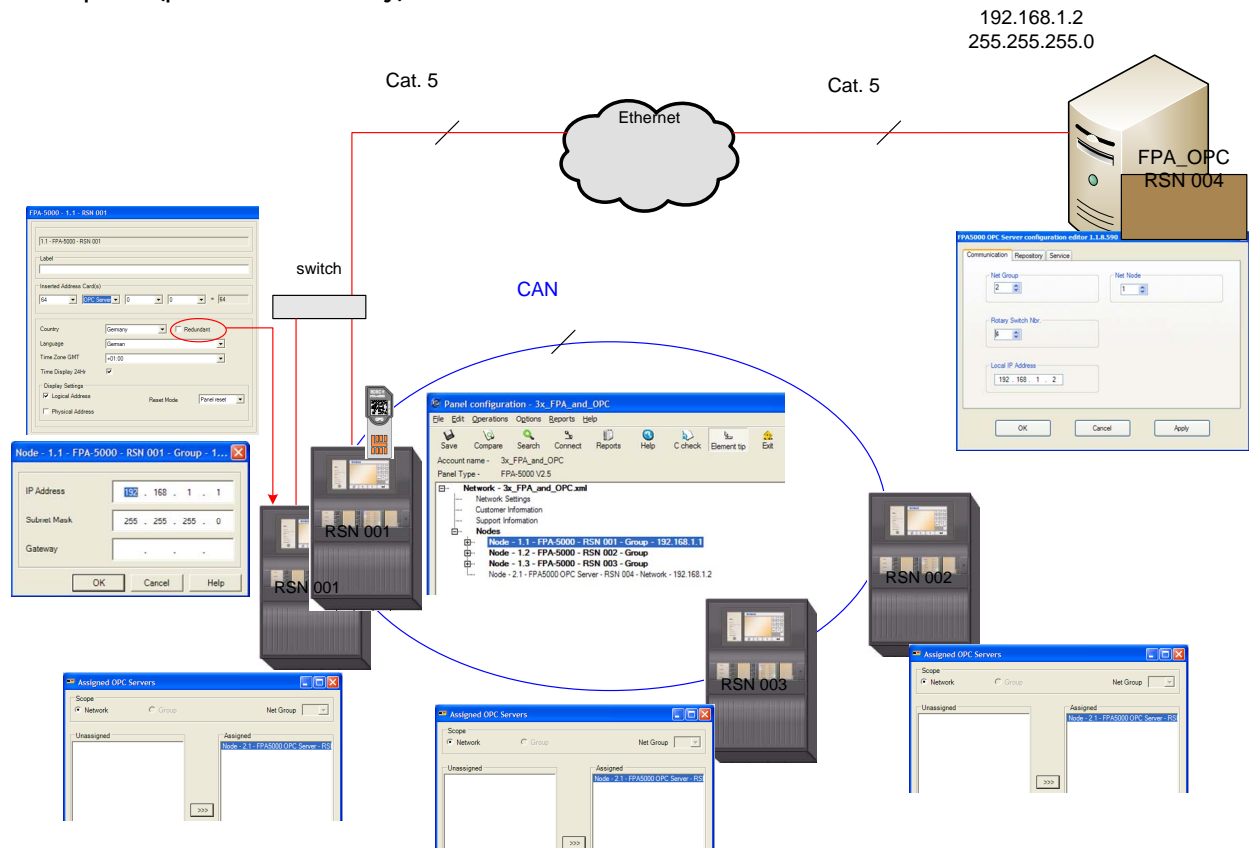 192.168.1.2
255.255.255.0
Cat. 5
Cat. 5
Ethernet
FPA_OPC
RSN 004
switch
CAN
FPA-5000 - 1.1 - RSN 001
1.1 - FPA-5000 - RSN 001
Label
Inserted Address Card(s)
64 OPC Server 0 0 = 64
Country Germany Redundant
Language German
Time Zone GMT +01:00
Time Display 24Hr
Display Settings
Logical Address Reset Mode Panel reset
Physical Address
FPA5000 OPC Server configuration editor 1.1.8.590
Communication Repository Service
Net Group Net Node
2 1
Rotary Switch Nbr.
4
Local IP Address
192 . 168 . 1 . 2
OK Cancel Apply
Node - 1.1 - FPA-5000 - RSN 001 - Group - 1...
IP Address 192 . 168 . 1 . 1
Subnet Mask 255 . 255 . 255 . 0
Gateway . . .
OK Cancel Help
RSN 001
RSN 001
Panel configuration - 3x_FPA_and_OPC
File Edit Operations Options Reports Help
Save Compare Search Connect Reports Help C check Element tip Exit
Account name - 3x_FPA_and_OPC
Panel Type - FPA-5000 V2.5
Network - 3x_FPA_and_OPC.xml
Network Settings
Customer Information
Support Information
Nodes
Node - 1.1 - FPA-5000 - RSN 001 - Group - 192.168.1.1
Node - 1.2 - FPA-5000 - RSN 002 - Group
Node - 1.3 - FPA-5000 - RSN 003 - Group
Node - 2.1 - FPA5000 OPC Server - RSN 004 - Network - 192.168.1.2
RSN 002
RSN 003
Assigned OPC Servers
Scope
Network Group Net Group
Unassigned Assigned
Node - 2.1 - FPA5000 OPC Server - RS
>>>
Assigned OPC Servers
Scope
Network Group Net Group
Unassigned Assigned
Node - 2.1 - FPA5000 OPC Server - RS
>>>
Assigned OPC Servers
Scope
Network Group Net Group
Unassigned Assigned
Node - 2.1 - FPA5000 OPC Server - RS
>>>